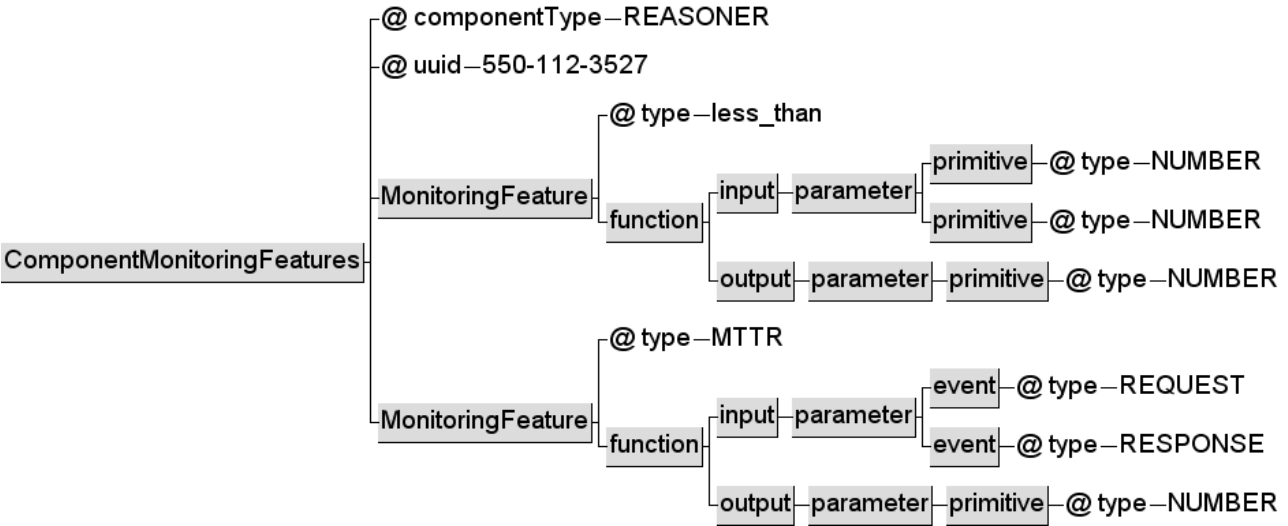 @ componentType REASONER
@ uuid 550-112-3527
@ type less_than
primitive @ type NUMBER
MonitoringFeature input parameter
function primitive @ type NUMBER
ComponentMonitoringFeatures
output parameter primitive @ type NUMBER
@ type MTTR
event @ type REQUEST
MonitoringFeature input parameter
function event @ type RESPONSE
output parameter primitive @ type NUMBER